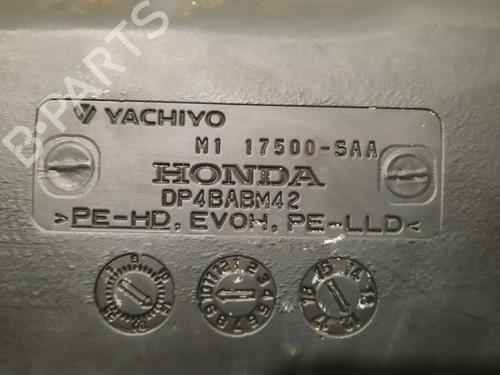 YACHIYO
M1 17500-SAA
HONDA
DP4BABM42
>PE-HD, EVOH, PE-LLD<
B-PARTS